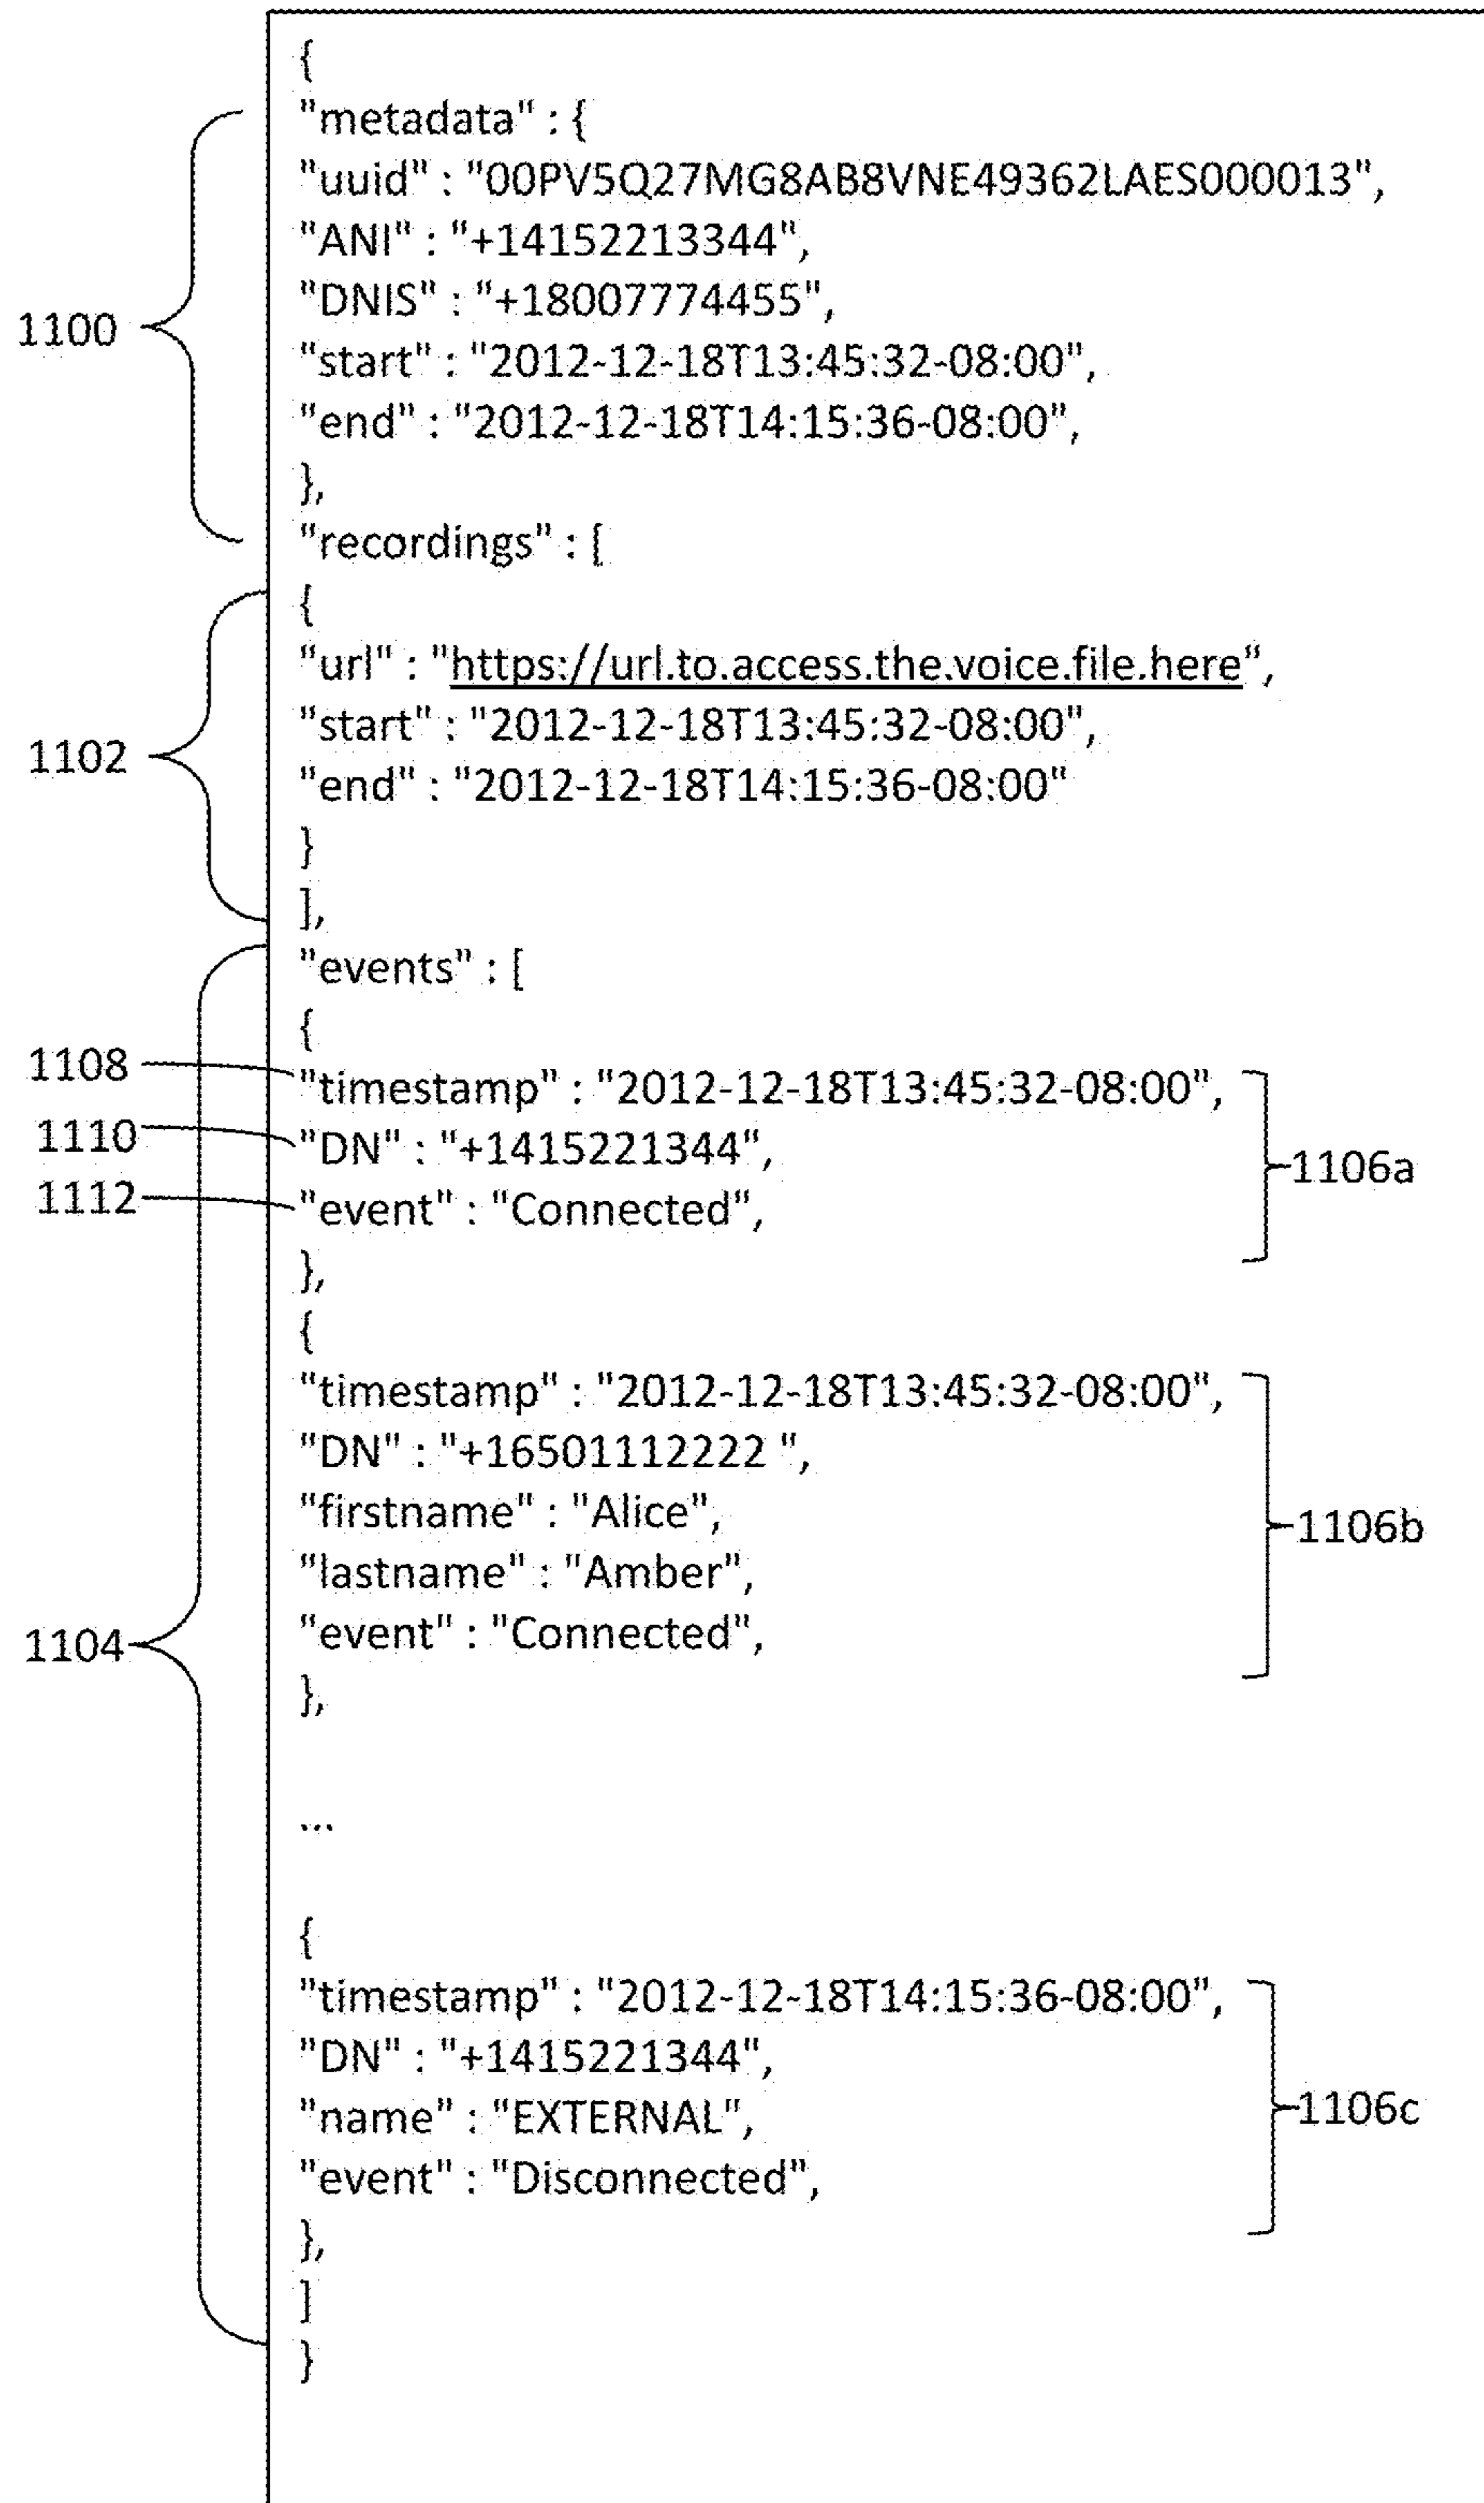 {
"metadata" : {
"uuid" : "00PV5Q27MG8AB8VNE49362LAES000013",
"ANI" : "+14152213344",
"DNIS" : "+18007774455",
1100
"start" : "2012-12-18T13:45:32-08:00",
"end" : "2012-12-18T14:15:36-08:00",
},
"recordings" : [
{
"url" : "https://url.to.access.the.voice.file.here",
"start" : "2012-12-18T13:45:32-08:00",
1102
"end" : "2012-12-18T14:15:36-08:00"
}
],
"events" : [
{
1108 "timestamp" : "2012-12-18T13:45:32-08:00",
1110 "DN" : "+1415221344",
1106a
1112 "event" : "Connected",
},
{
"timestamp" : "2012-12-18T13:45:32-08:00",
"DN" : "+16501112222 ",
"firstname" : "Alice",
1106b
"lastname" : "Amber",
"event" : "Connected",
1104
},
...
{
"timestamp" : "2012-12-18T14:15:36-08:00",
"DN" : "+1415221344",
"name" : "EXTERNAL",
1106c
"event" : "Disconnected",
},
]
}